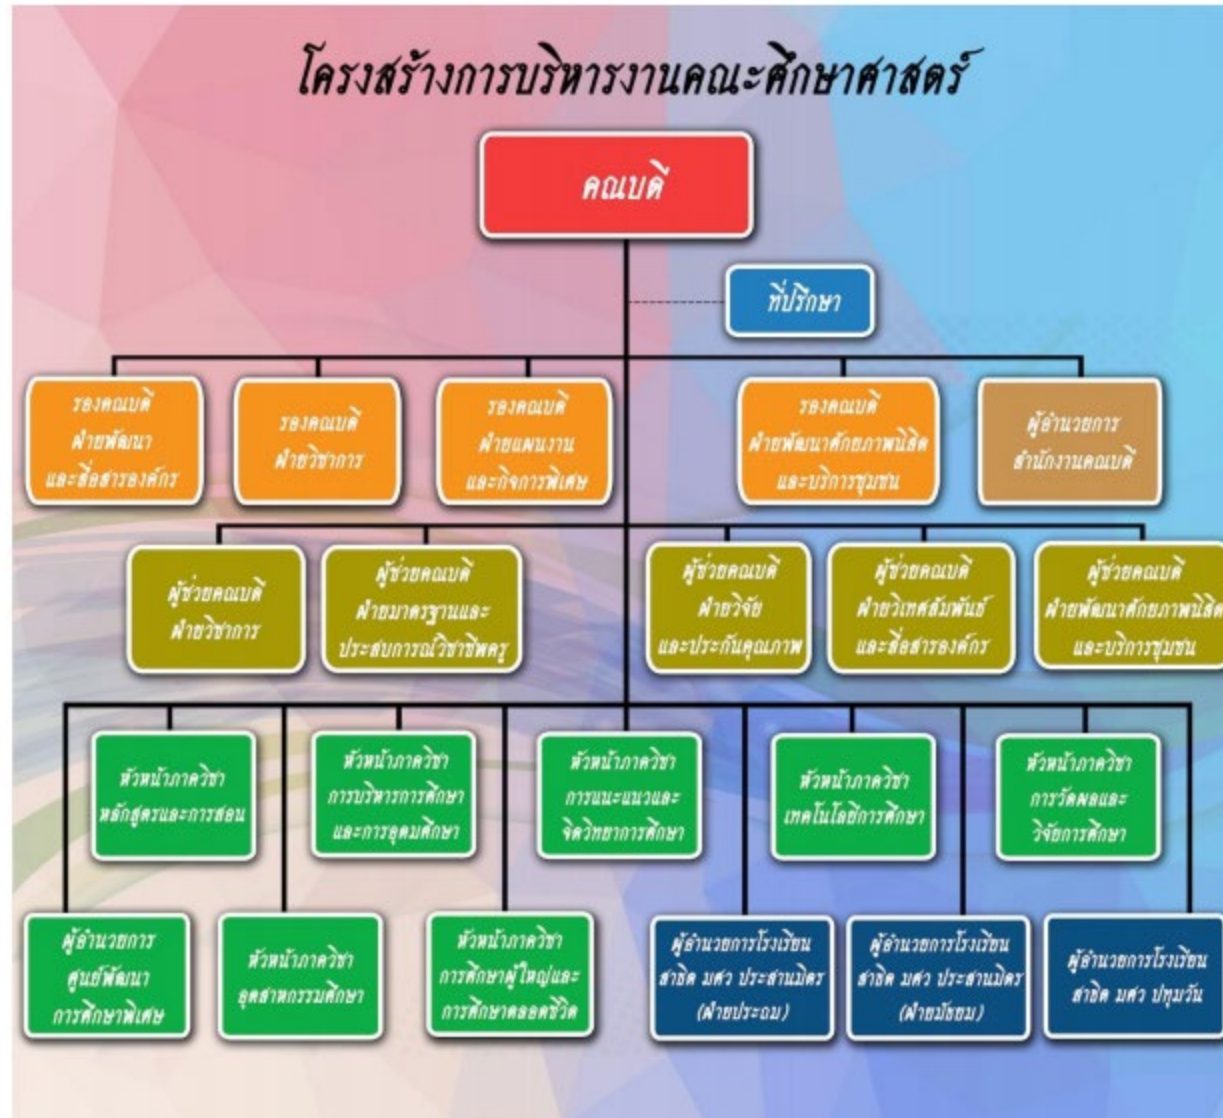 โครงสร้างการบริหารงานคณะศึกษาศาสตร์
คณบดี
ที่ปรึกษา
รองคณบดี
ฝ่ายพัฒนา
และสื่อสารองค์กร
รองคณบดี
ฝ่ายวิชาการ
รองคณบดี
ฝ่ายแผนงาน
และกิจการพิเศษ
รองคณบดี
ฝ่ายพัฒนาศักยภาพนิสิต
และบริการชุมชน
ผู้อำนวยการ
สำนักงานคณบดี
ผู้ช่วยคณบดี
ฝ่ายวิชาการ
ผู้ช่วยคณบดี
ฝ่ายมาตรฐานและ
ประสบการณ์วิชาชีพครู
ผู้ช่วยคณบดี
ฝ่ายวิจัย
และประกันคุณภาพ
ผู้ช่วยคณบดี
ฝ่ายวิเทศสัมพันธ์
และสื่อสารองค์กร
ผู้ช่วยคณบดี
ฝ่ายพัฒนาศักยภาพนิสิต
และบริการชุมชน
หัวหน้าภาควิชา
หลักสูตรและการสอน
หัวหน้าภาควิชา
การบริหารการศึกษา
และการอุดมศึกษา
หัวหน้าภาควิชา
การแนะแนวและ
จิตวิทยาการศึกษา
หัวหน้าภาควิชา
เทคโนโลยีการศึกษา
หัวหน้าภาควิชา
การวัดผลและ
วิจัยการศึกษา
ผู้อำนวยการ
ศูนย์พัฒนา
การศึกษาพิเศษ
หัวหน้าภาควิชา
อุตสาหกรรมศึกษา
หัวหน้าภาควิชา
การศึกษาผู้ใหญ่และ
การศึกษาตลอดชีวิต
ผู้อำนวยการโรงเรียน
สาธิต มศว ประสานมิตร
(ฝ่ายประถม)
ผู้อำนวยการโรงเรียน
สาธิต มศว ประสานมิตร
(ฝ่ายมัธยม)
ผู้อำนวยการโรงเรียน
สาธิต มศว ปทุมวัน